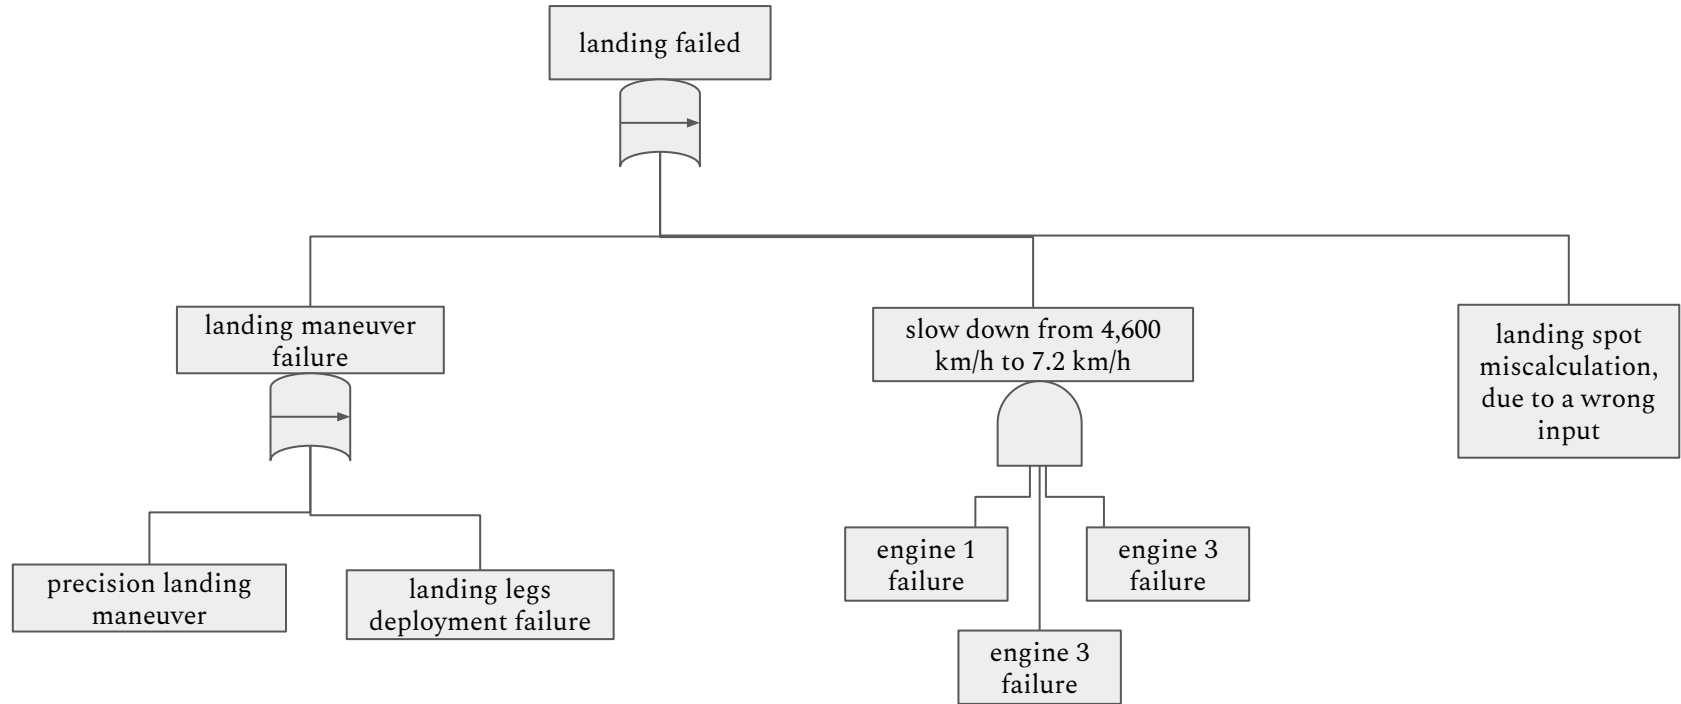 landing failed
landing maneuver
failure
slow down from 4,600
km/h to 7.2 km/h
landing spot
miscalculation,
due to a wrong
input
precision landing
maneuver
landing legs
deployment failure
engine 1
failure
engine 3
failure
engine 3
failure